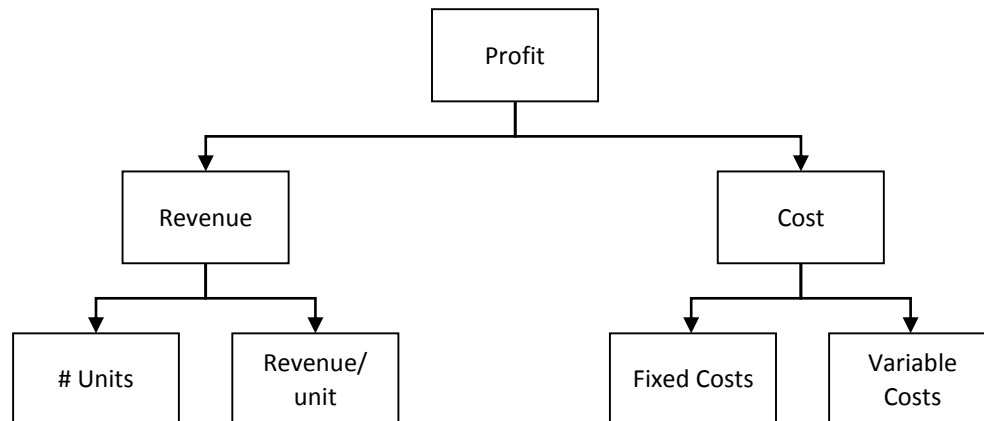 Profit
Revenue
Cost
# Units
Revenue/
unit
Fixed Costs
Variable
Costs